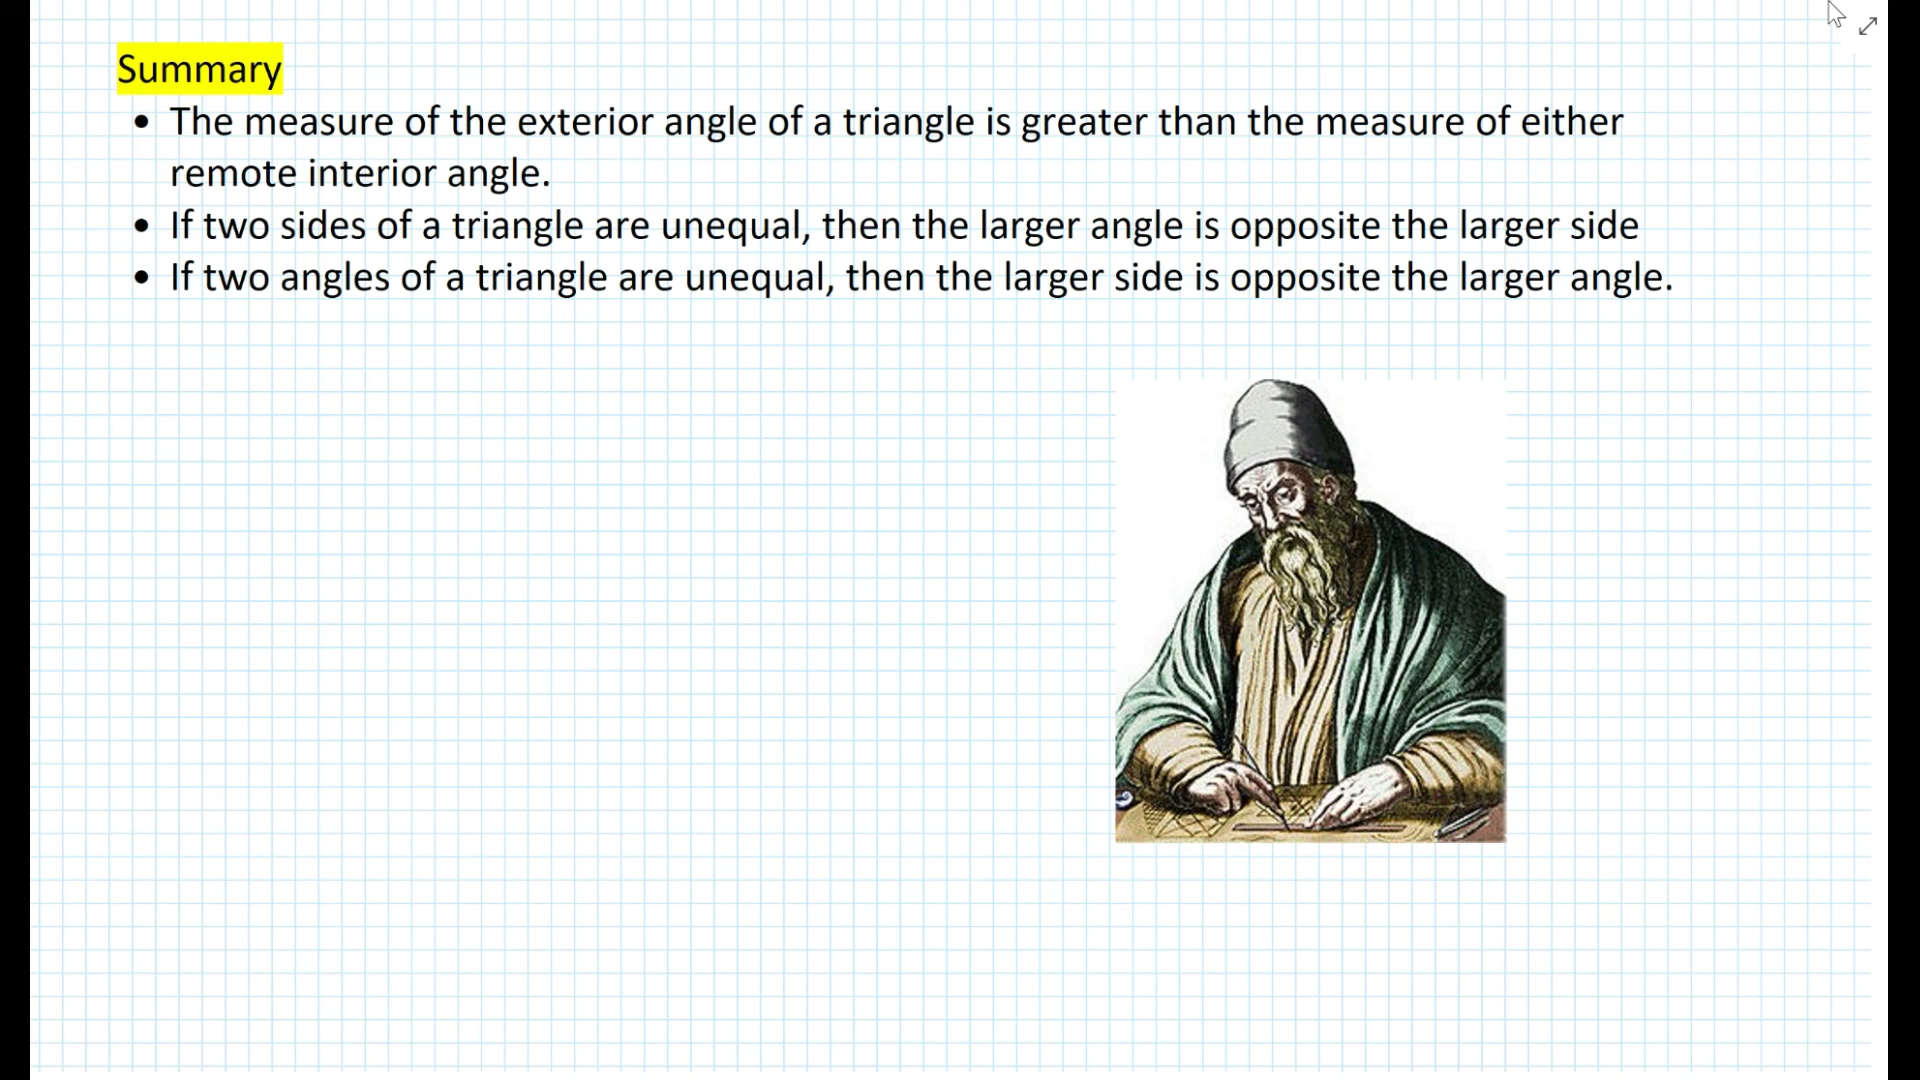 Summary
• The measure of the exterior angle of a triangle is greater than the measure of either
remote interior angle.
• If two sides of a triangle are unequal, then the larger angle is opposite the larger side
• If two angles of a triangle are unequal, then the larger side is opposite the larger angle.